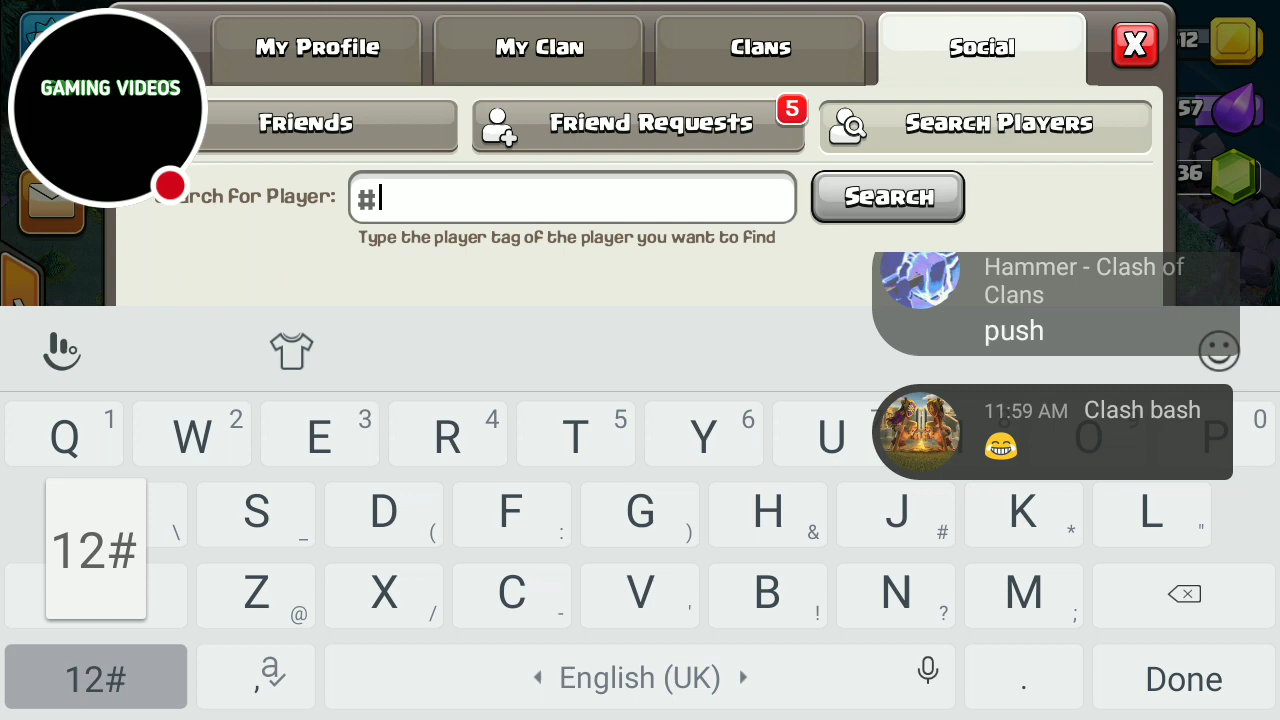 GAMING VIDEOS
My Profile
My Clan
Clans
Social
X
12
Friends
Friend Requests
5
Search Players
57
rch for Player:
#
Search
36
Type the player tag of the player you want to find
Hammer - Clash of
Clans
push
11:59 AM Clash bash
😂
Q 1 W 2 E 3 R 4 T 5 Y 6 U O P 0
\ S _ D ( F : G ) H & J # K * L "
12#
Z @ X / C - V ' B ! N ? M ;
12# , a English (UK) . Done